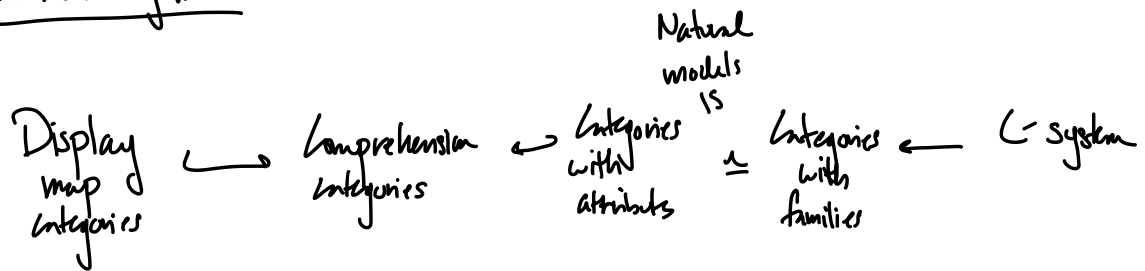 Natural
models
IS
Display
map
categories
Comprehension
categories
Categories
with
attributes
≃
Categories
with
families
C-system